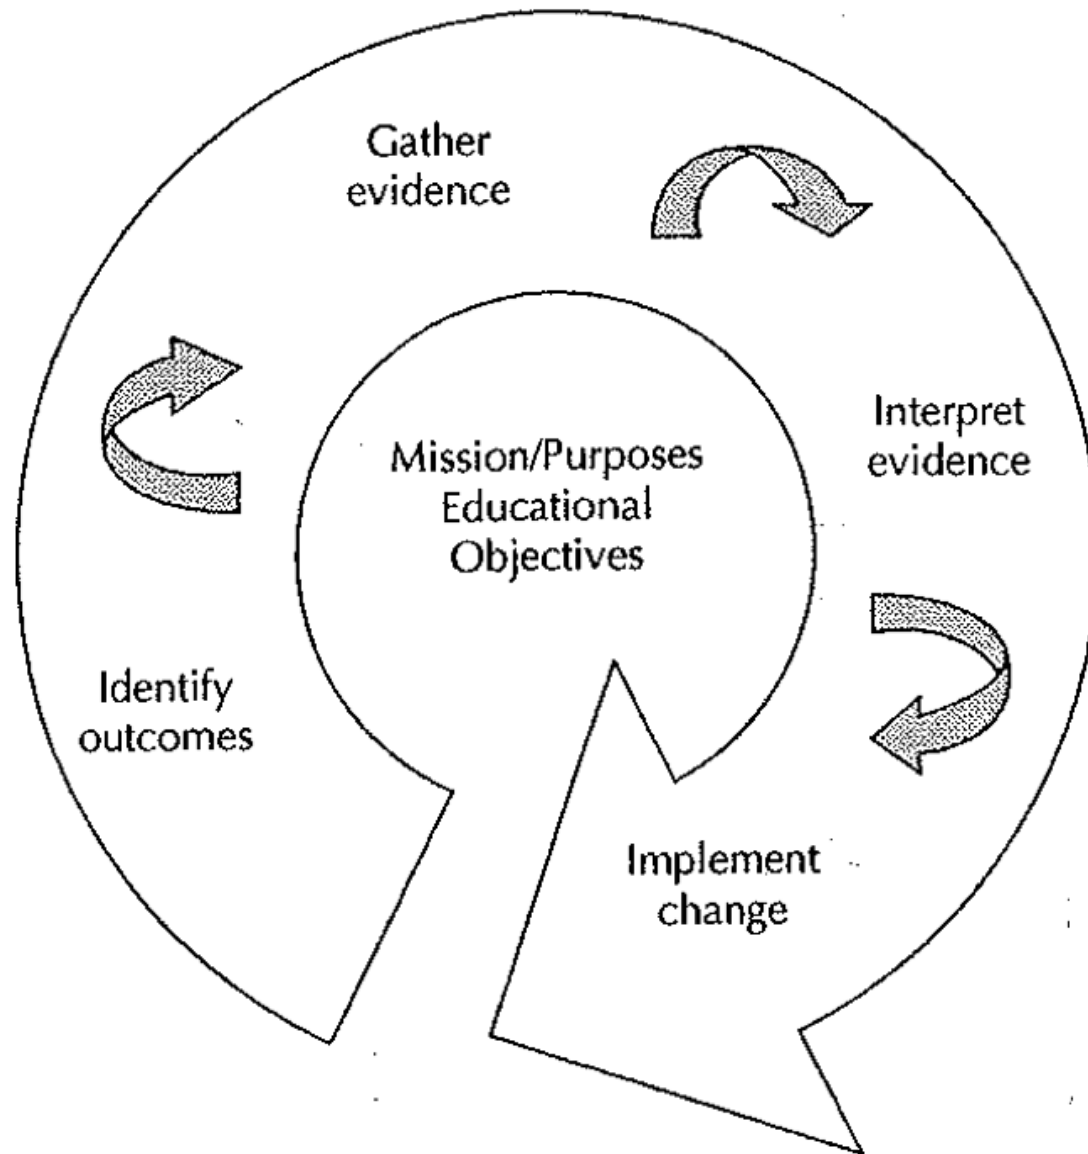 Gather
evidence
Interpret
evidence
Mission/Purposes
Educational
Objectives
Identify
outcomes
Implement
change